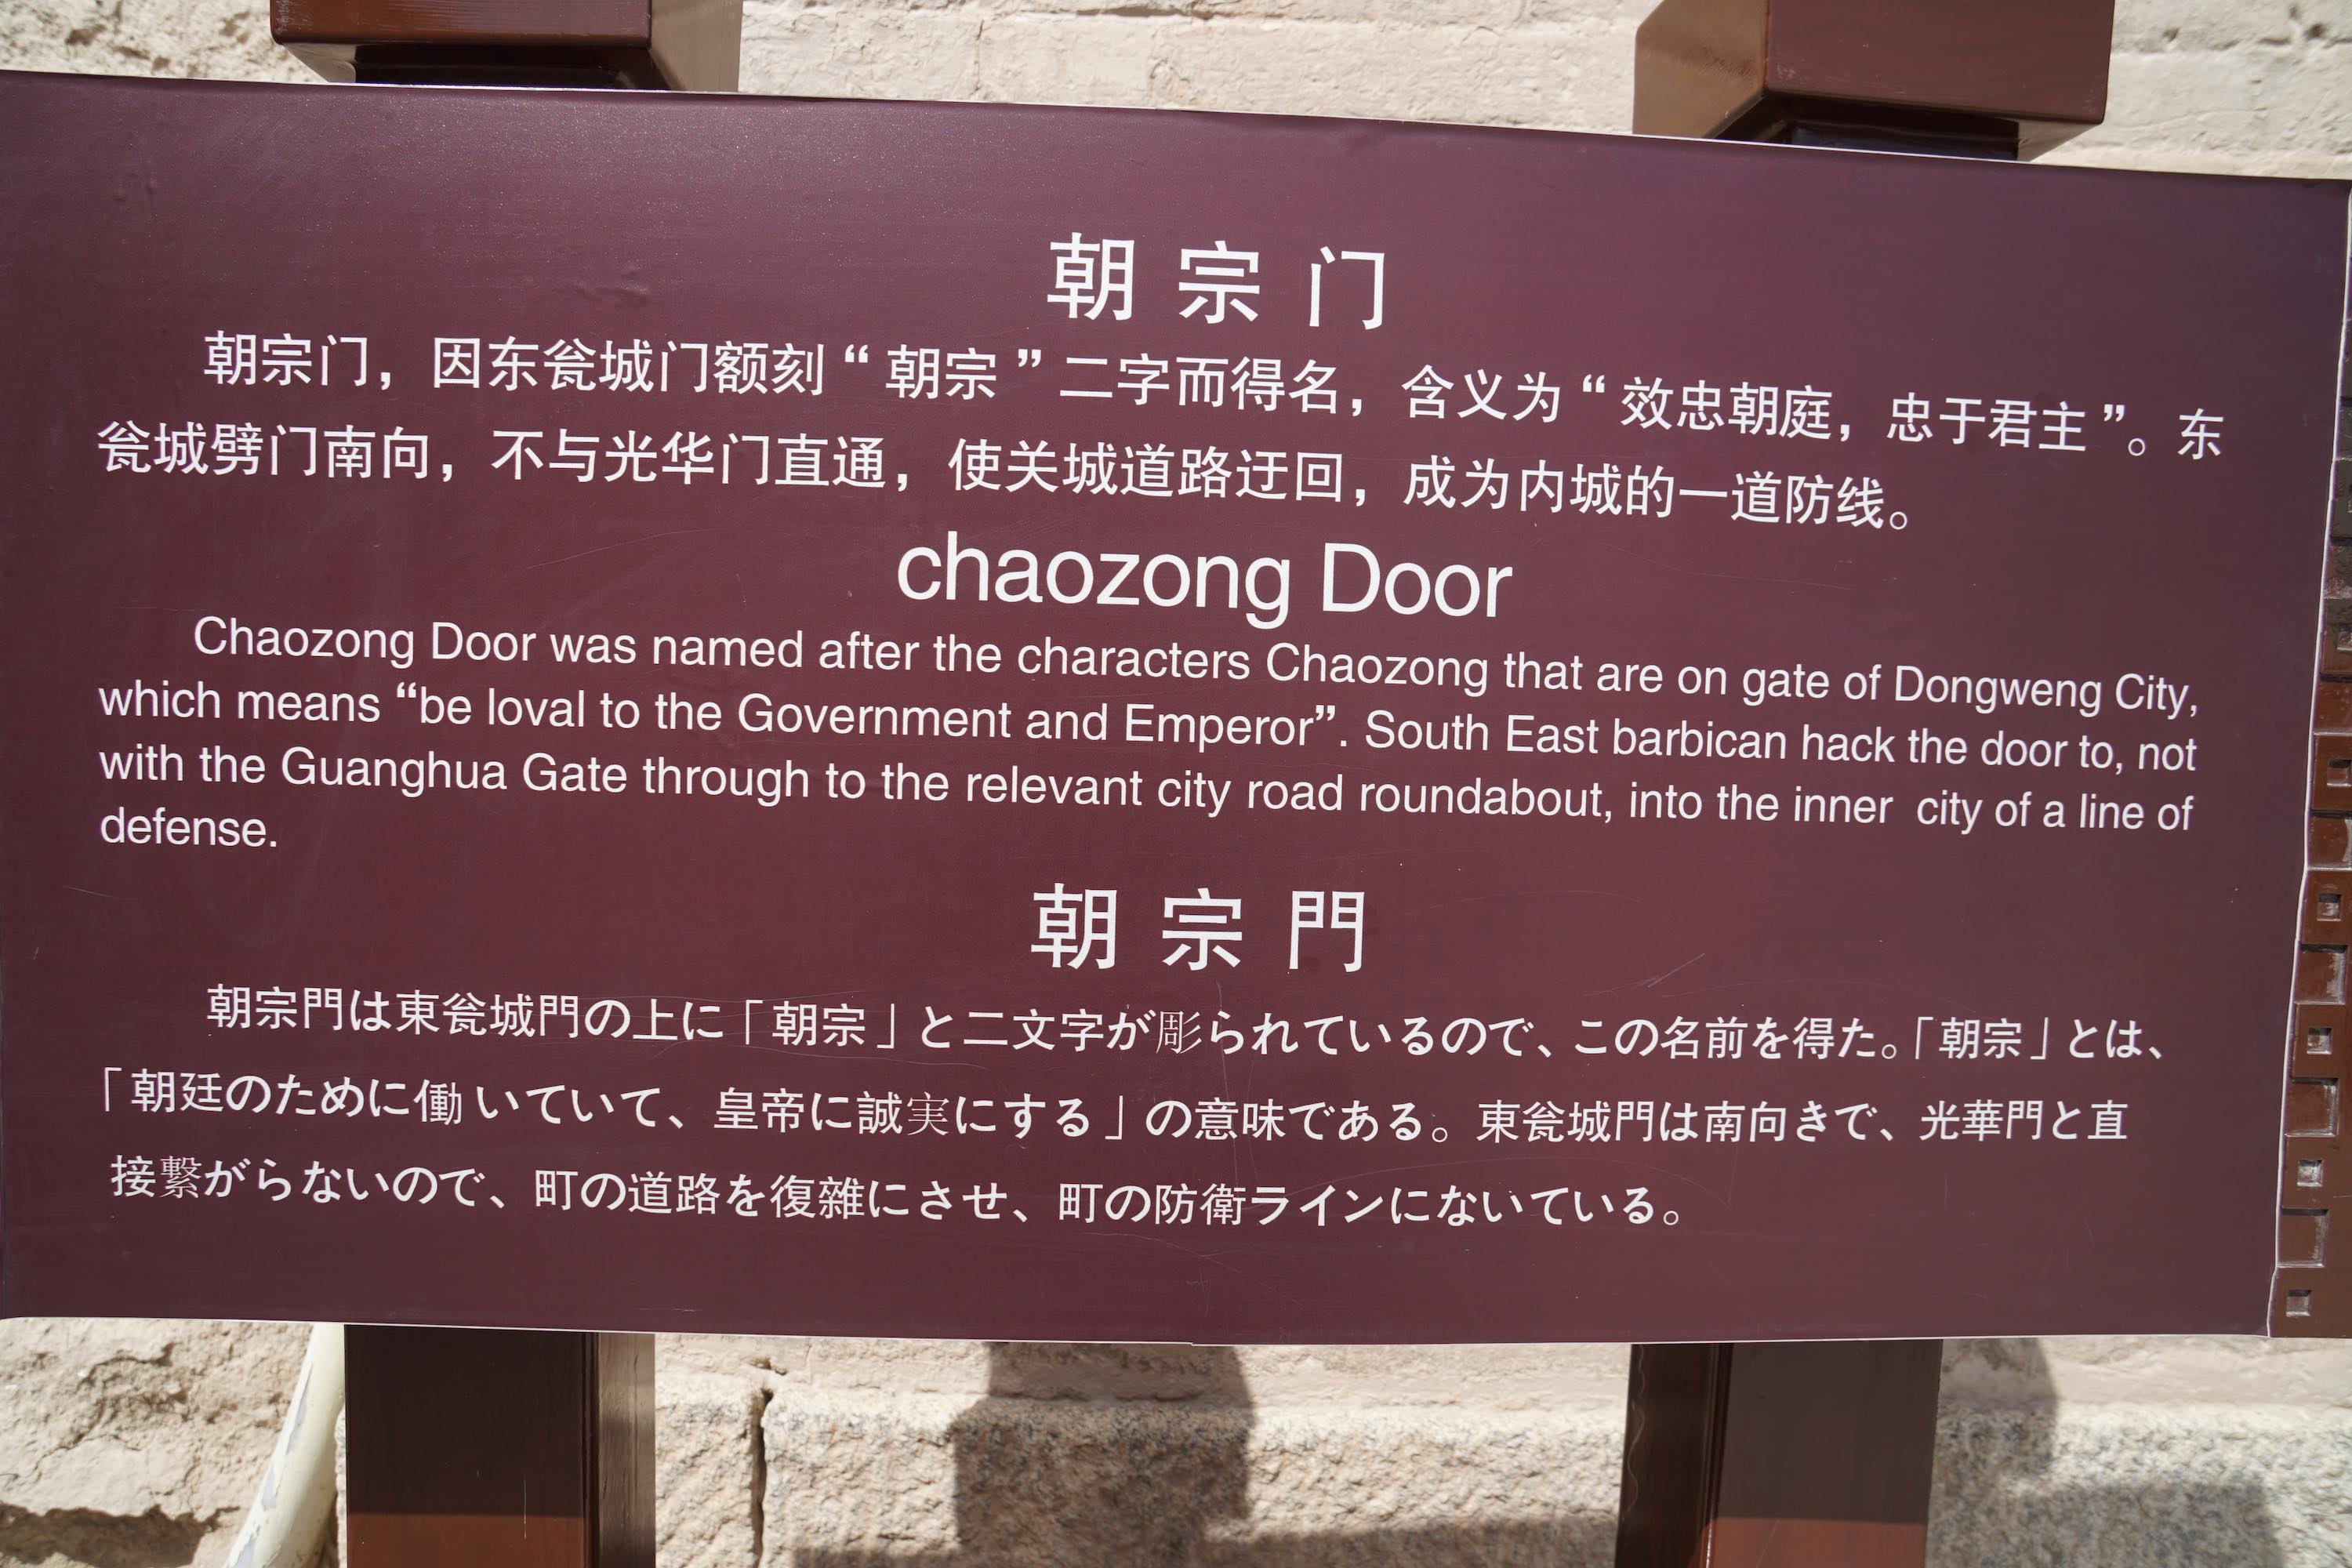 朝宗门
朝宗门，因东瓮城门额刻“朝宗”二字而得名，含义为“效忠朝庭，忠于君主”。东
瓮城劈门南向，不与光华门直通，使关城道路迂回，成为内城的一道防线。
chaozong Door
Chaozong Door was named after the characters Chaozong that are on gate of Dongweng City,
which means “be loval to the Government and Emperor”. South East barbican hack the door to, not
with the Guanghua Gate through to the relevant city road roundabout, into the inner city of a line of
defense.
朝宗門
朝宗門は東瓮城門の上に「朝宗」と二文字が彫られているので、この名前を得た。「朝宗」とは、
「朝廷のために働いていて、皇帝に誠実にする」の意味である。東瓮城門は南向きで、光華門と直
接繋がらないので、町の道路を復雜にさせ、町の防衛ラインにないている。